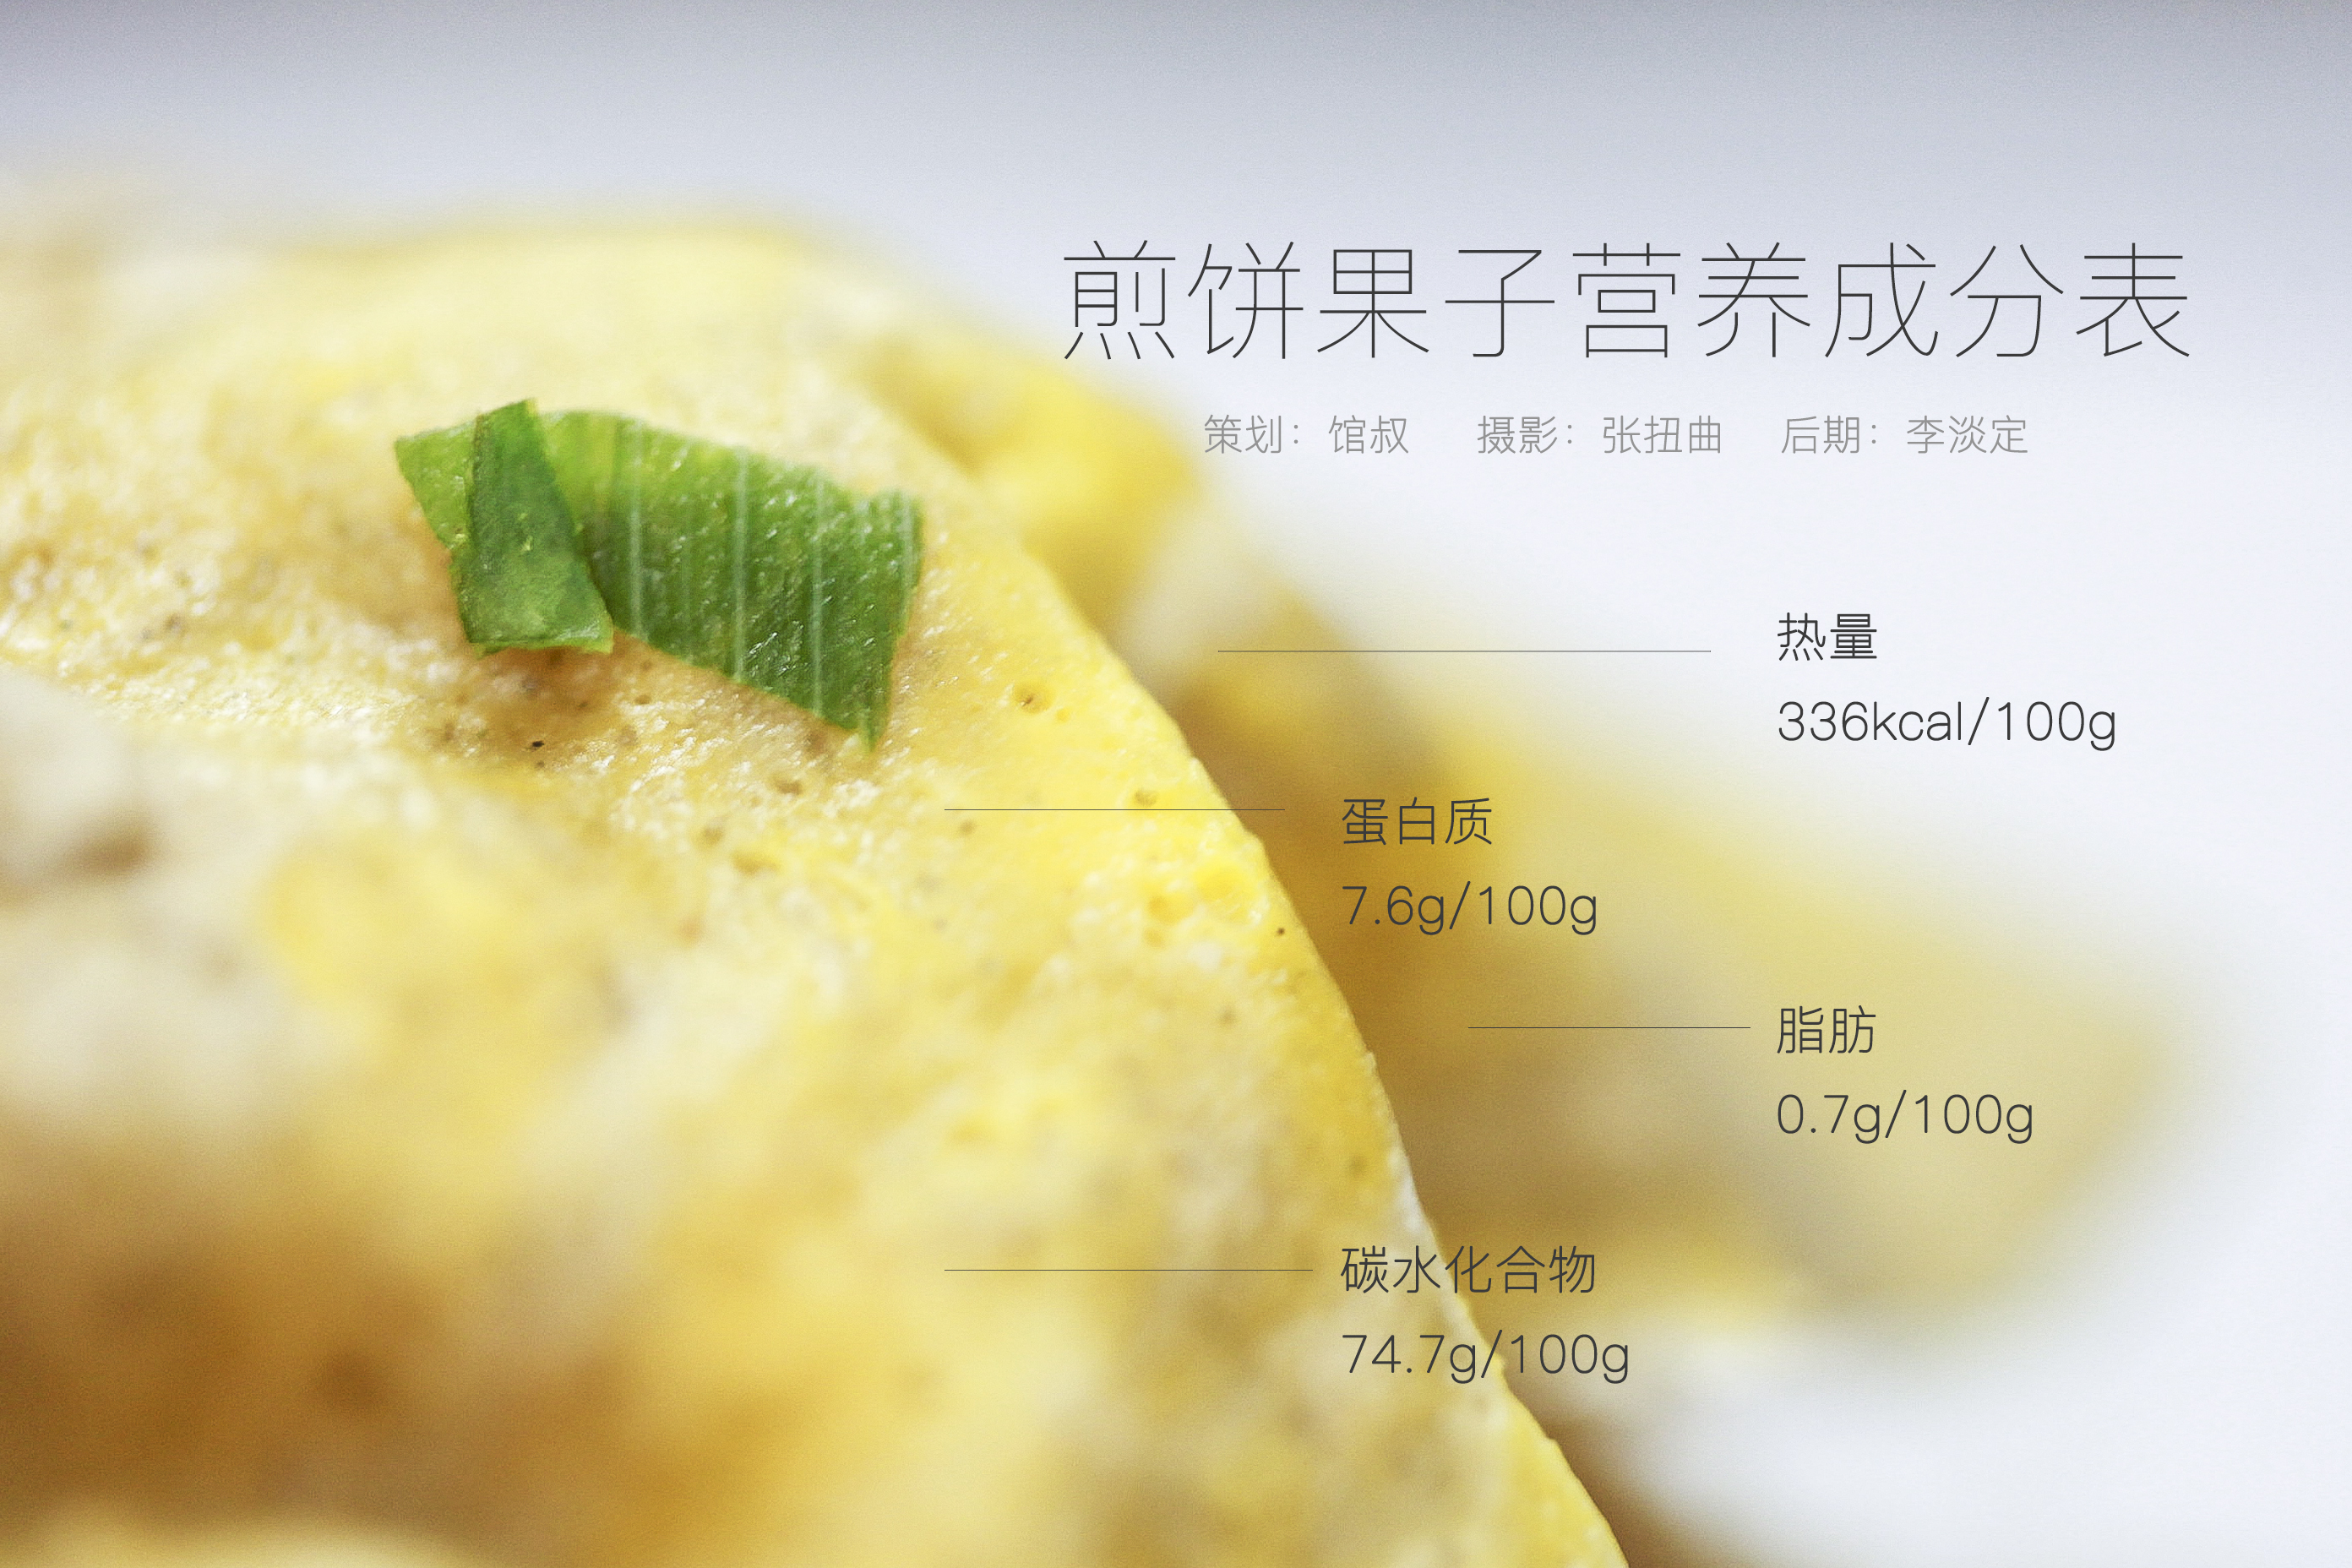 煎饼果子营养成分表
策划：馆叔 摄影：张扭曲 后期：李淡定
热量
336kcal/100g
蛋白质
7.6g/100g
脂肪
0.7g/100g
碳水化合物
74.7g/100g